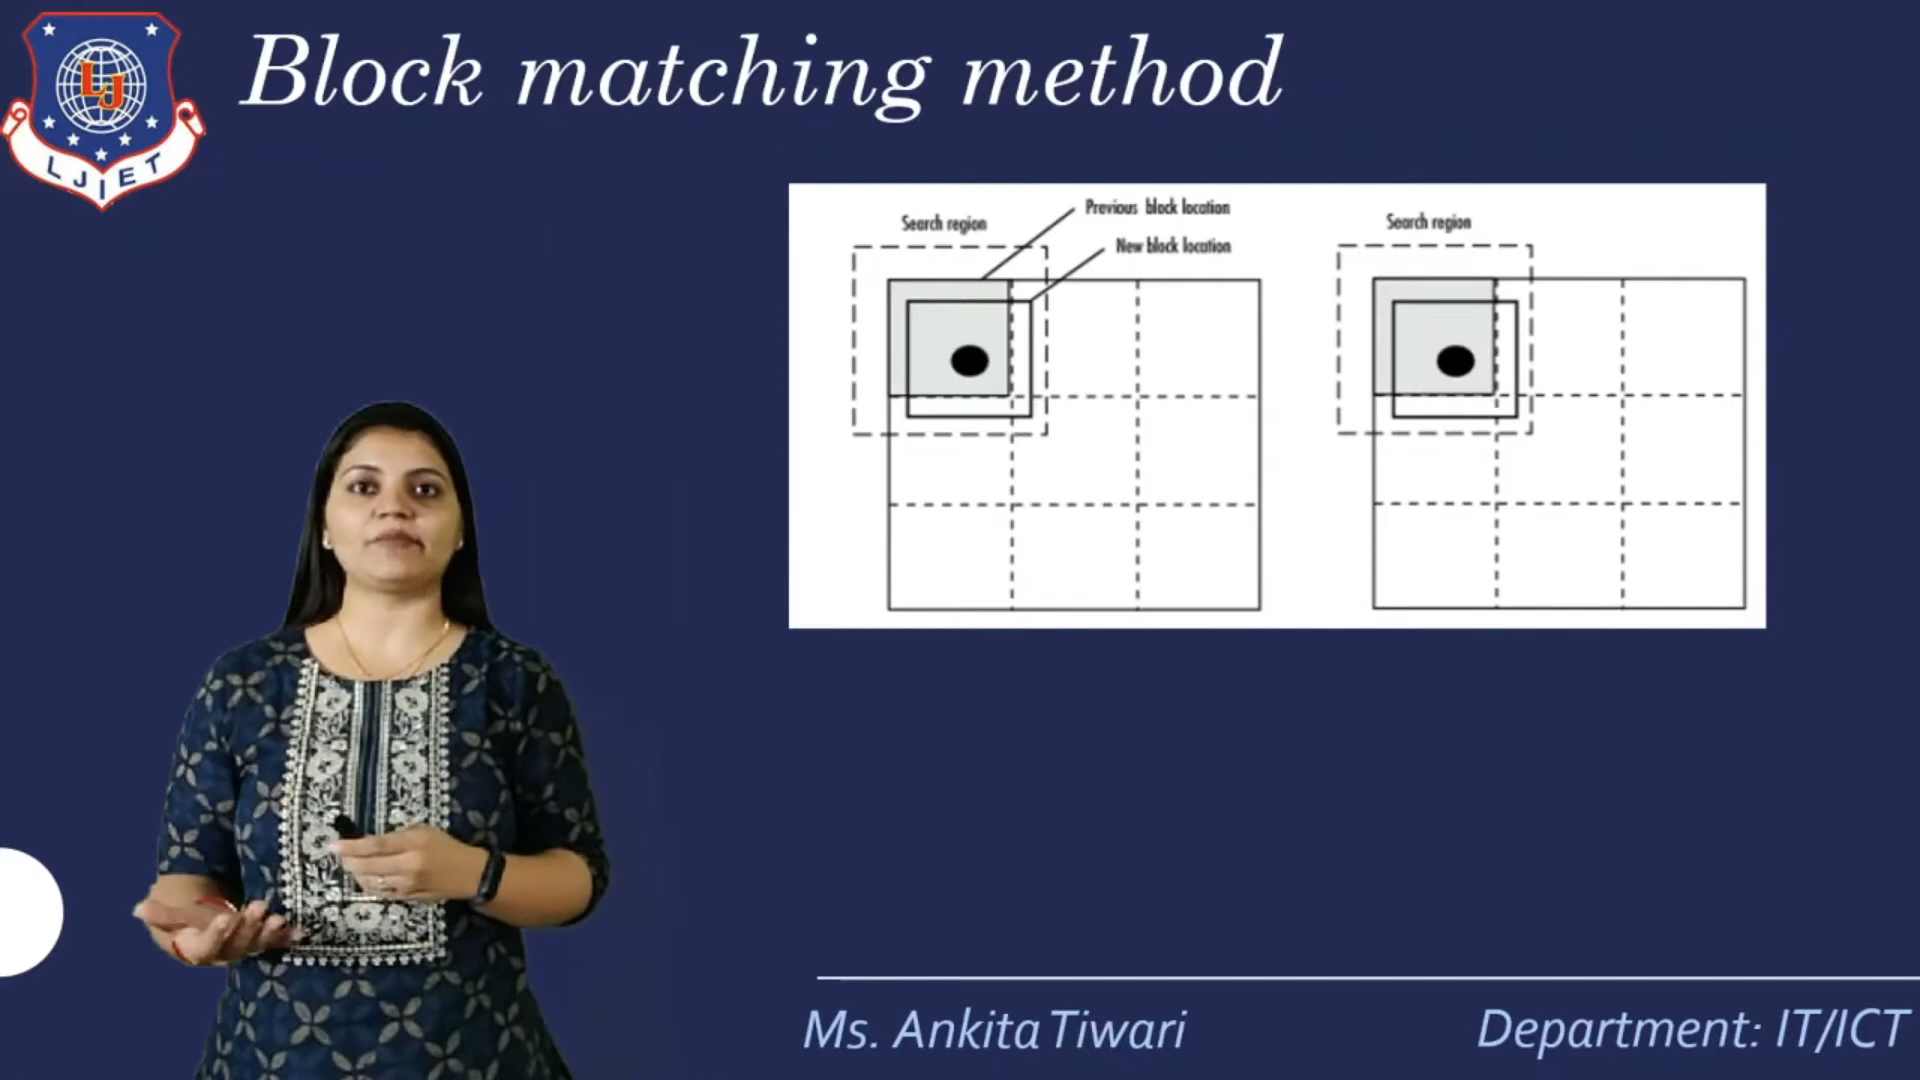 LJ
LJIET
Block matching method
Previous block location
Search region
New block location
Search region
Ms. Ankita Tiwari
Department: IT/ICT